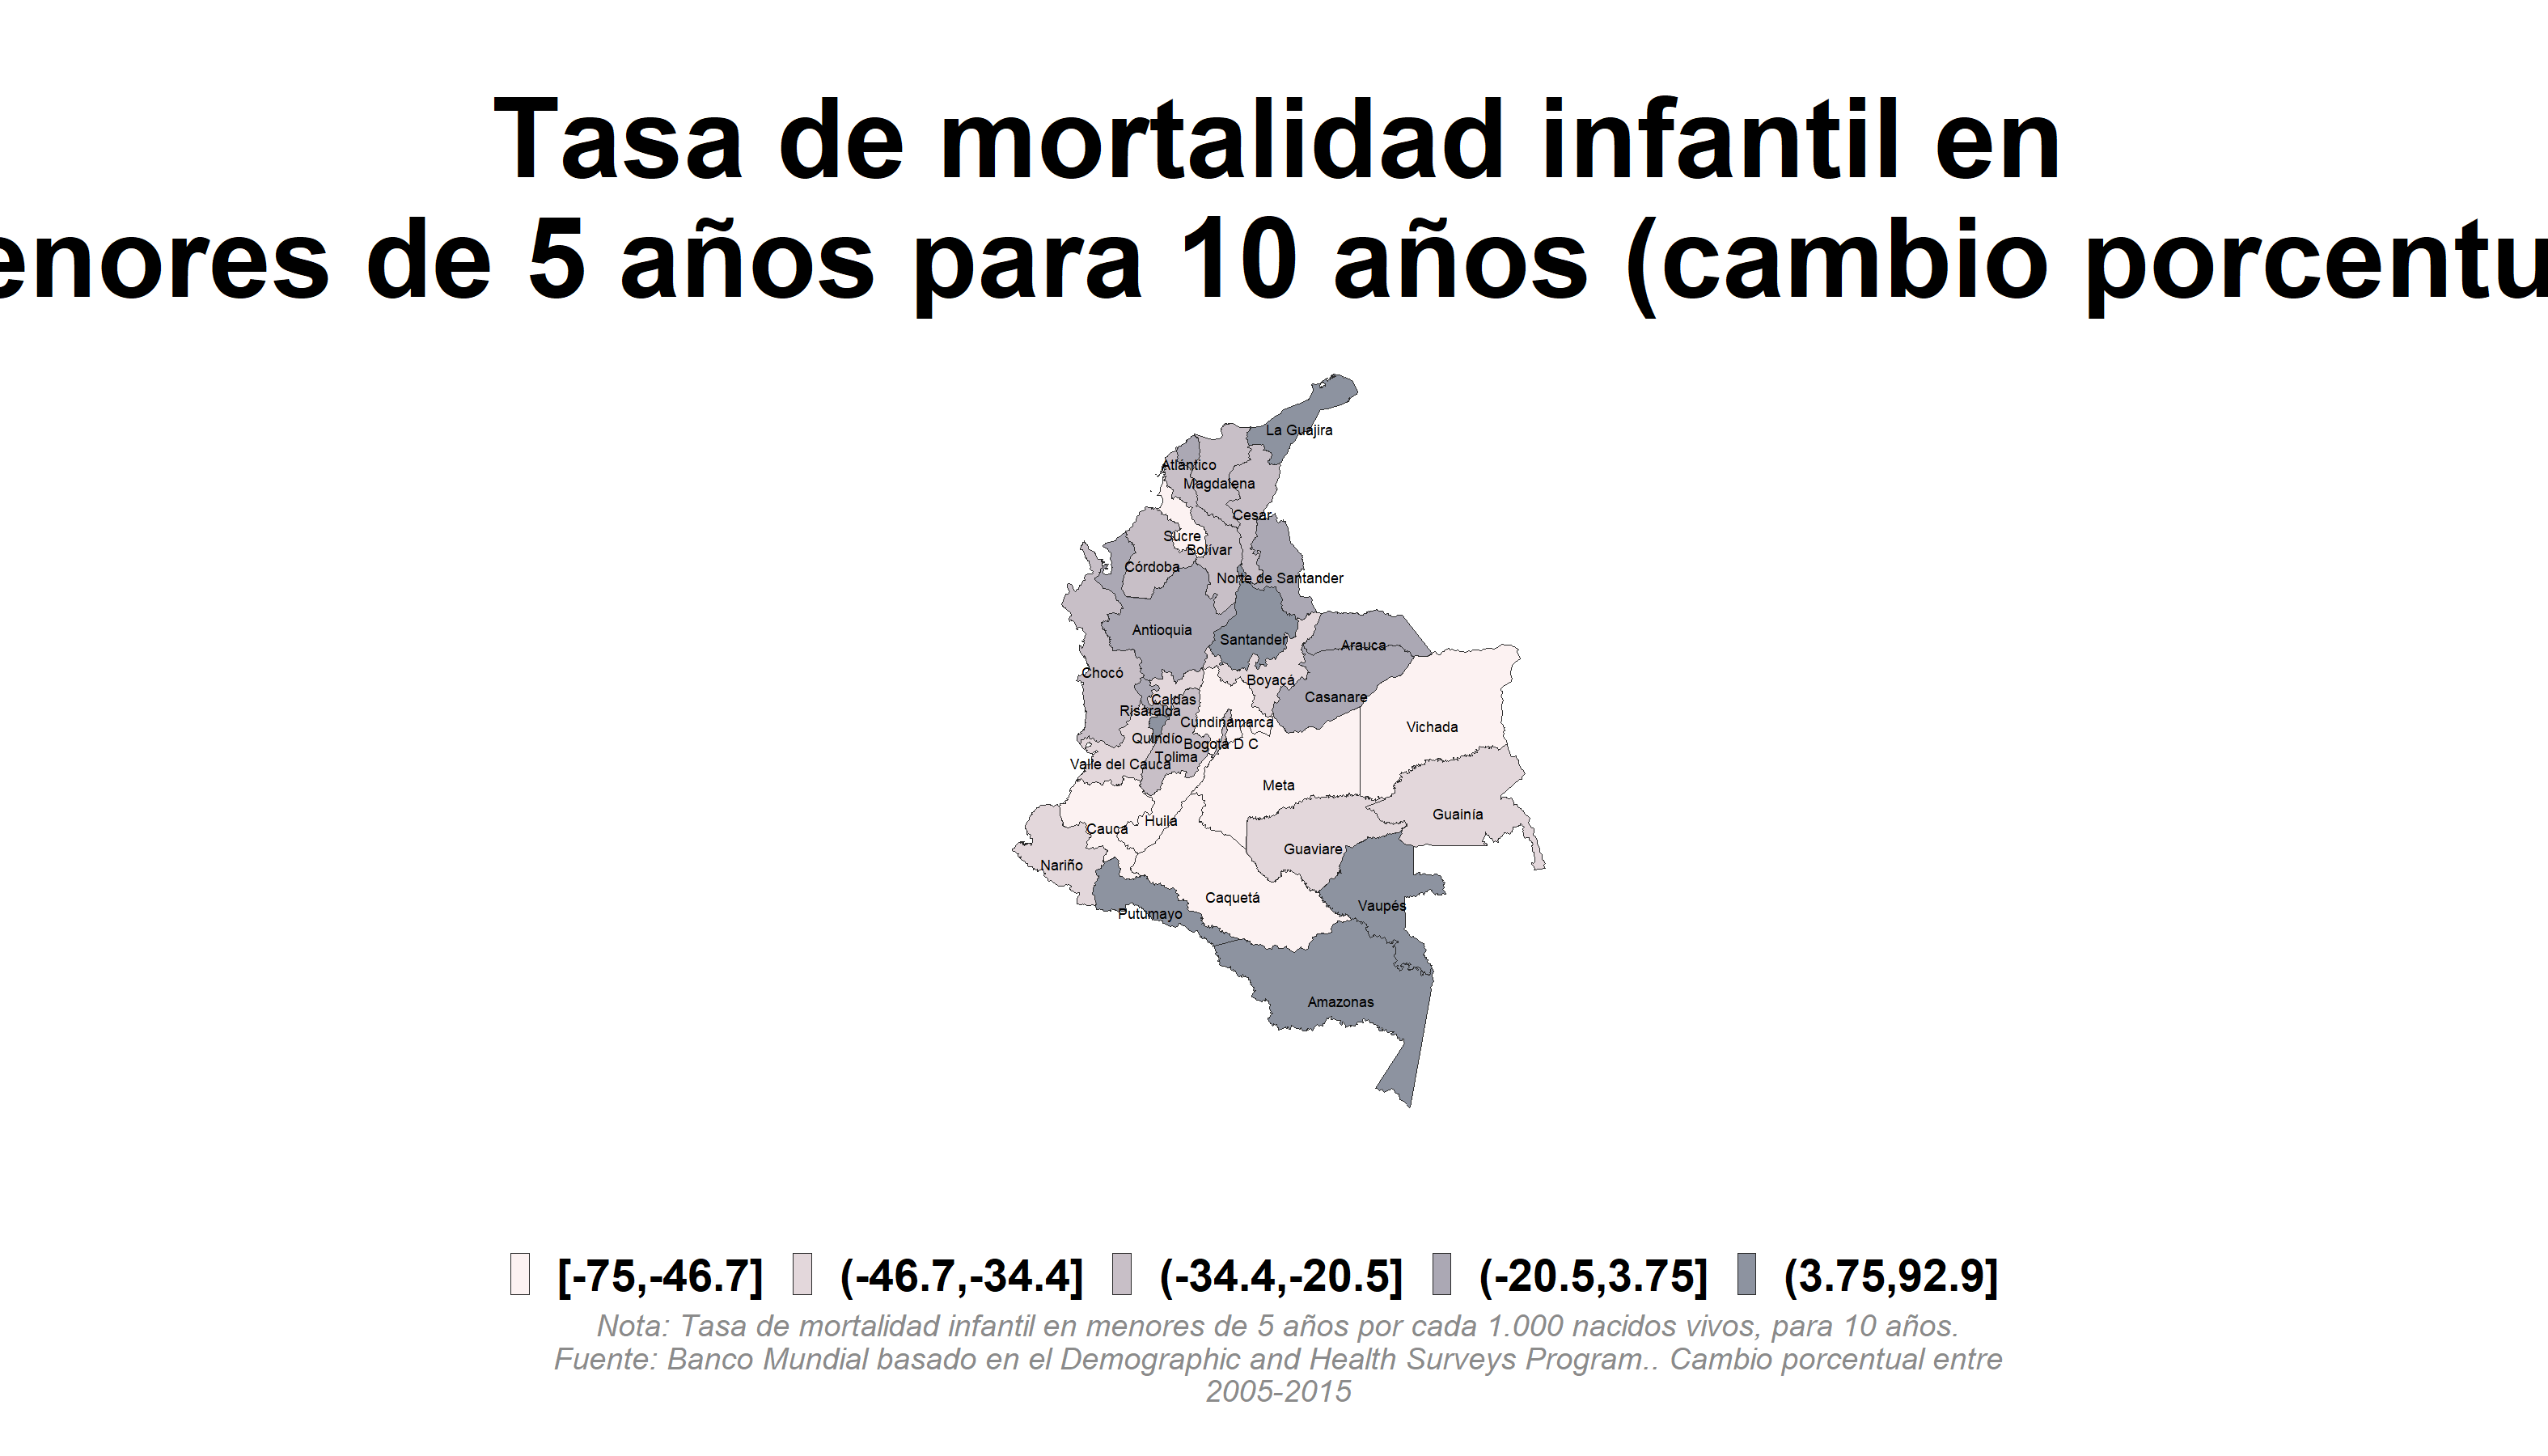 Tasa de mortalidad infantil en
enores de 5 años para 10 años (cambio porcentu
La Guajira
Atlántico
Magdalena
Cesar
Sucre
Bolívar
Córdoba
Norte de Santander
Antioquia
Santander
Arauca
Chocó
Boyacá
Casanare
Caldas
Risaralda
Cundinamarca
Vichada
Quindío
Bogotá D C
Tolima
Valle del Cauca
Meta
Guainía
Huila
Cauca
Guaviare
Nariño
Caquetá
Vaupés
Putumayo
Amazonas
[-75,-46.7] (-46.7,-34.4] (-34.4,-20.5] (-20.5,3.75] (3.75,92.9]
Nota: Tasa de mortalidad infantil en menores de 5 años por cada 1.000 nacidos vivos, para 10 años.
Fuente: Banco Mundial basado en el Demographic and Health Surveys Program.. Cambio porcentual entre
2005-2015